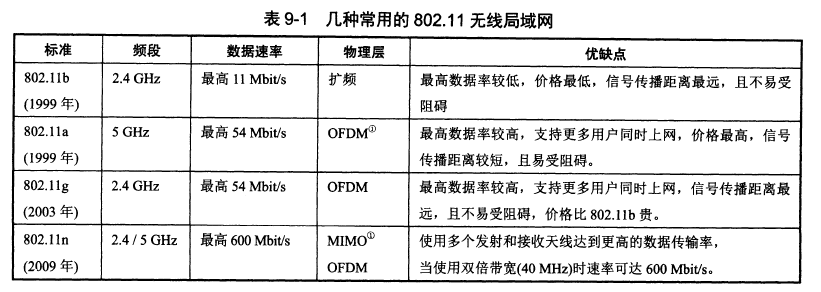 表 9-1 几种常用的 802.11 无线局域网
标准 频段 数据速率 物理层 优缺点
802.11b 2.4 GHz 最高 11 Mbit/s 扩频 最高数据率较低，价格最低，信号传播距离最远，且不易受
(1999 年) 阻碍
802.11a 5 GHz 最高 54 Mbit/s OFDM① 最高数据率较高，支持更多用户同时上网，价格最高，信号
(1999 年) 传播距离较短，且易受阻碍。
802.11g 2.4 GHz 最高 54 Mbit/s OFDM 最高数据率较高，支持更多用户同时上网，信号传播距离最
(2003 年) 远，且不易受阻碍，价格比 802.11b 贵。
802.11n 2.4 / 5 GHz 最高 600 Mbit/s MIMO① 使用多个发射和接收天线达到更高的数据传输率，
(2009 年) OFDM 当使用双倍带宽(40 MHz)时速率可达 600 Mbit/s。